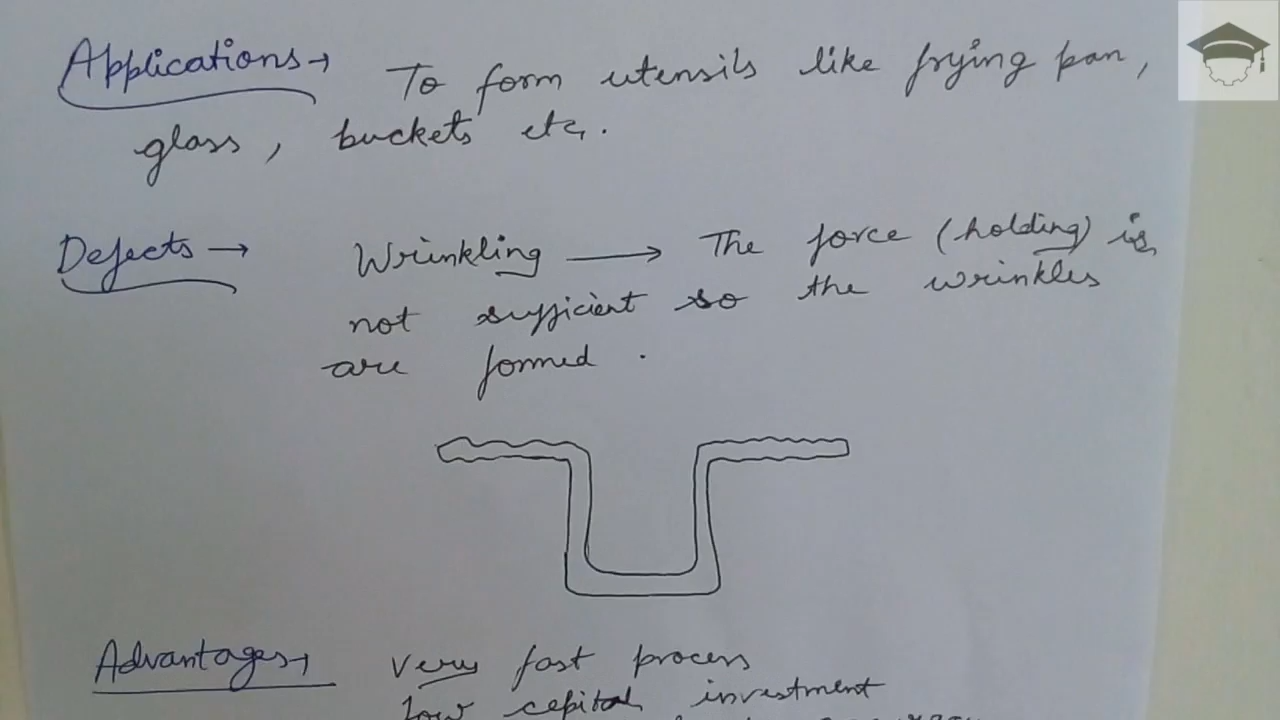 Applications→ To form utensils like frying pan,
glass, buckets etc.
Defects → Wrinkling → The force (holding) is
not sufficient so the wrinkles
are formed.
Advantages→ Very fast process
Low cepital investment